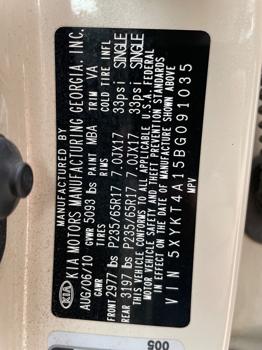 MANUFACTURED BY
KIA KIA MOTORS MANUFACTURING GEORGIA, INC.
AUG/06/10 GVWR 5093 lbs PAINT MBA TRIM VA
GAWR TIRES RIMS COLD TIRE INFL
FRONT 2977 lbs P235/65R17 7.0JX17 33psi SINGLE
REAR 3197 lbs P235/65R17 7.0JX17 33psi SINGLE
THIS VEHICLE CONFORMS TO ALL APPLICABLE U.S.A. FEDERAL
MOTOR VEHICLE SAFETY AND THEFT PREVENTION STANDARDS
IN EFFECT ON THE DATE OF MANUFACTURE SHOWN ABOVE
VIN 5XYKT4A15BG091035
MPV
005